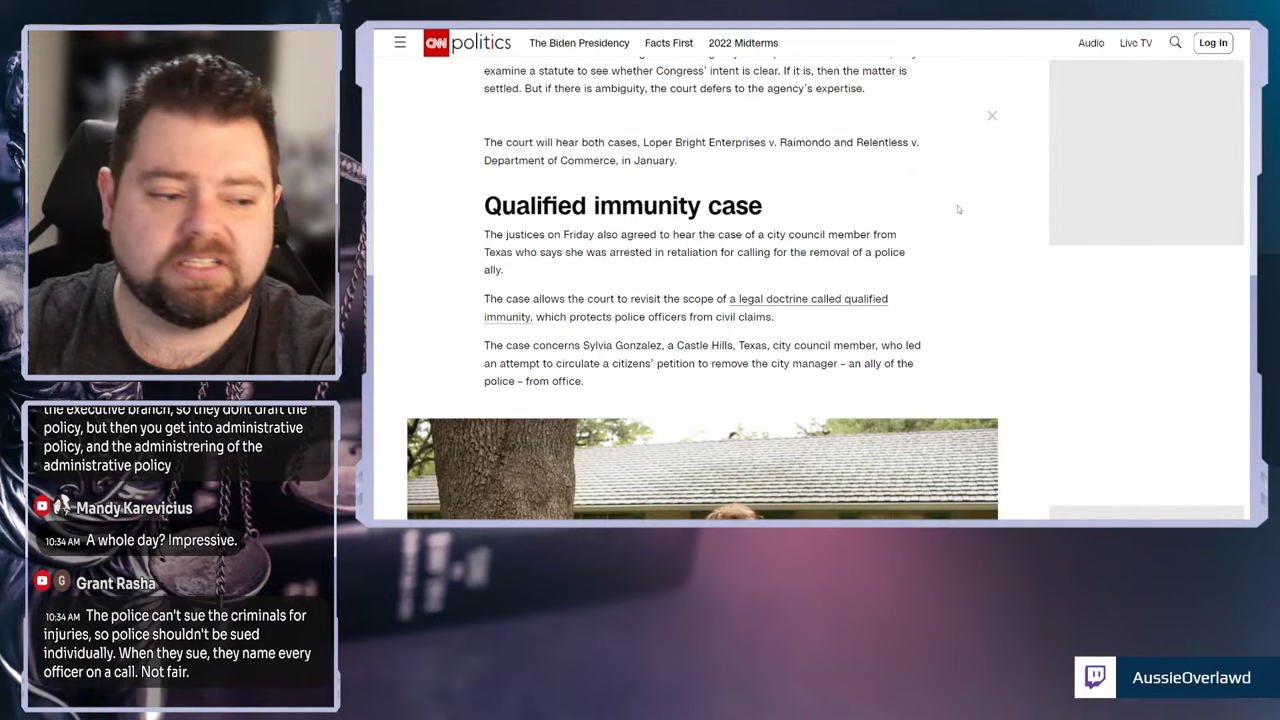 CNN politics The Biden Presidency Facts First 2022 Midterms Audio Live TV Log In
examine a statute to see whether Congress' intent is clear. If it is, then the matter is
settled. But if there is ambiguity, the court defers to the agency's expertise.
The court will hear both cases, Loper Bright Enterprises v. Raimondo and Relentless v.
Department of Commerce, in January.
Qualified immunity case
The justices on Friday also agreed to hear the case of a city council member from
Texas who says she was arrested in retaliation for calling for the removal of a police
ally.
The case allows the court to revisit the scope of a legal doctrine called qualified
immunity, which protects police officers from civil claims.
The case concerns Sylvia Gonzalez, a Castle Hills, Texas, city council member, who led
an attempt to circulate a citizens' petition to remove the city manager – an ally of the
police – from office.
the executive branch, so they dont draft the
policy, but then you get into administrative
policy, and the administrering of the
administrative policy
Mandy Karevicius
10:34 AM A whole day? Impressive.
G Grant Rasha
10:34 AM The police can't sue the criminals for
injuries, so police shouldn't be sued
individually. When they sue, they name every
officer on a call. Not fair.
AussieOverlawd